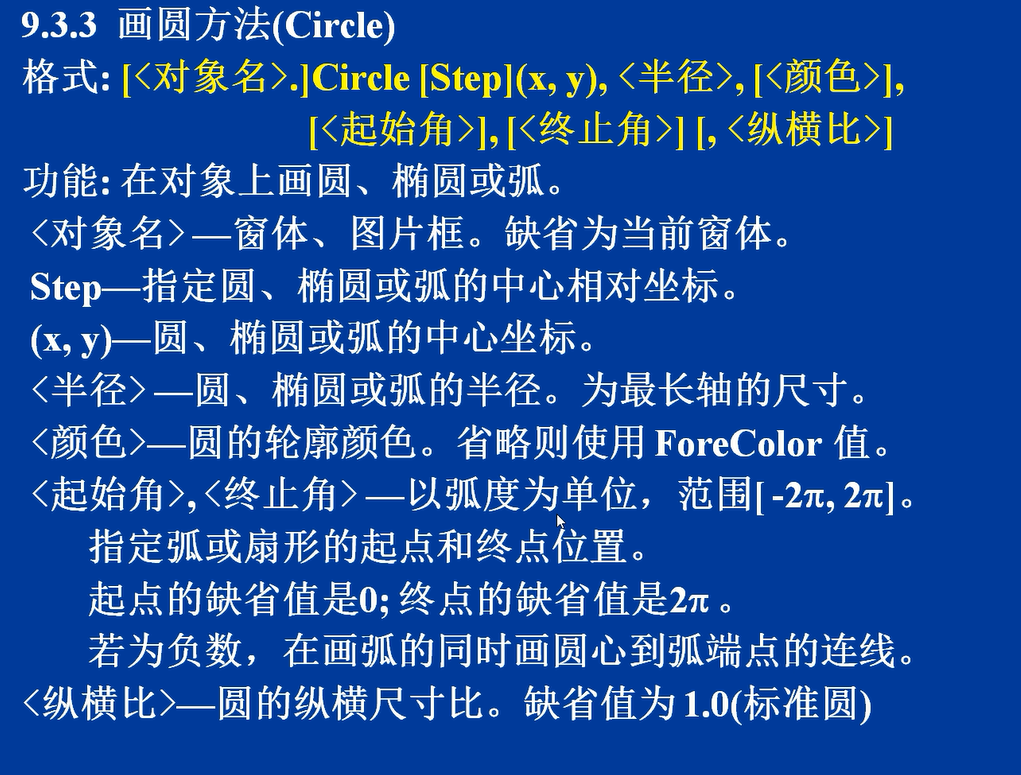 9.3.3 画圆方法(Circle)
格式: [<对象名>.]Circle [Step](x, y), <半径>, [<颜色>],
[<起始角>], [<终止角>] [, <纵横比>]
功能: 在对象上画圆、椭圆或弧。
<对象名>—窗体、图片框。缺省为当前窗体。
Step—指定圆、椭圆或弧的中心相对坐标。
(x, y)—圆、椭圆或弧的中心坐标。
<半径>—圆、椭圆或弧的半径。为最长轴的尺寸。
<颜色>—圆的轮廓颜色。省略则使用 ForeColor 值。
<起始角>,<终止角>—以弧度为单位，范围[ -2π, 2π]。
指定弧或扇形的起点和终点位置。
起点的缺省值是0; 终点的缺省值是2π 。
若为负数，在画弧的同时画圆心到弧端点的连线。
<纵横比>—圆的纵横尺寸比。缺省值为 1.0(标准圆)